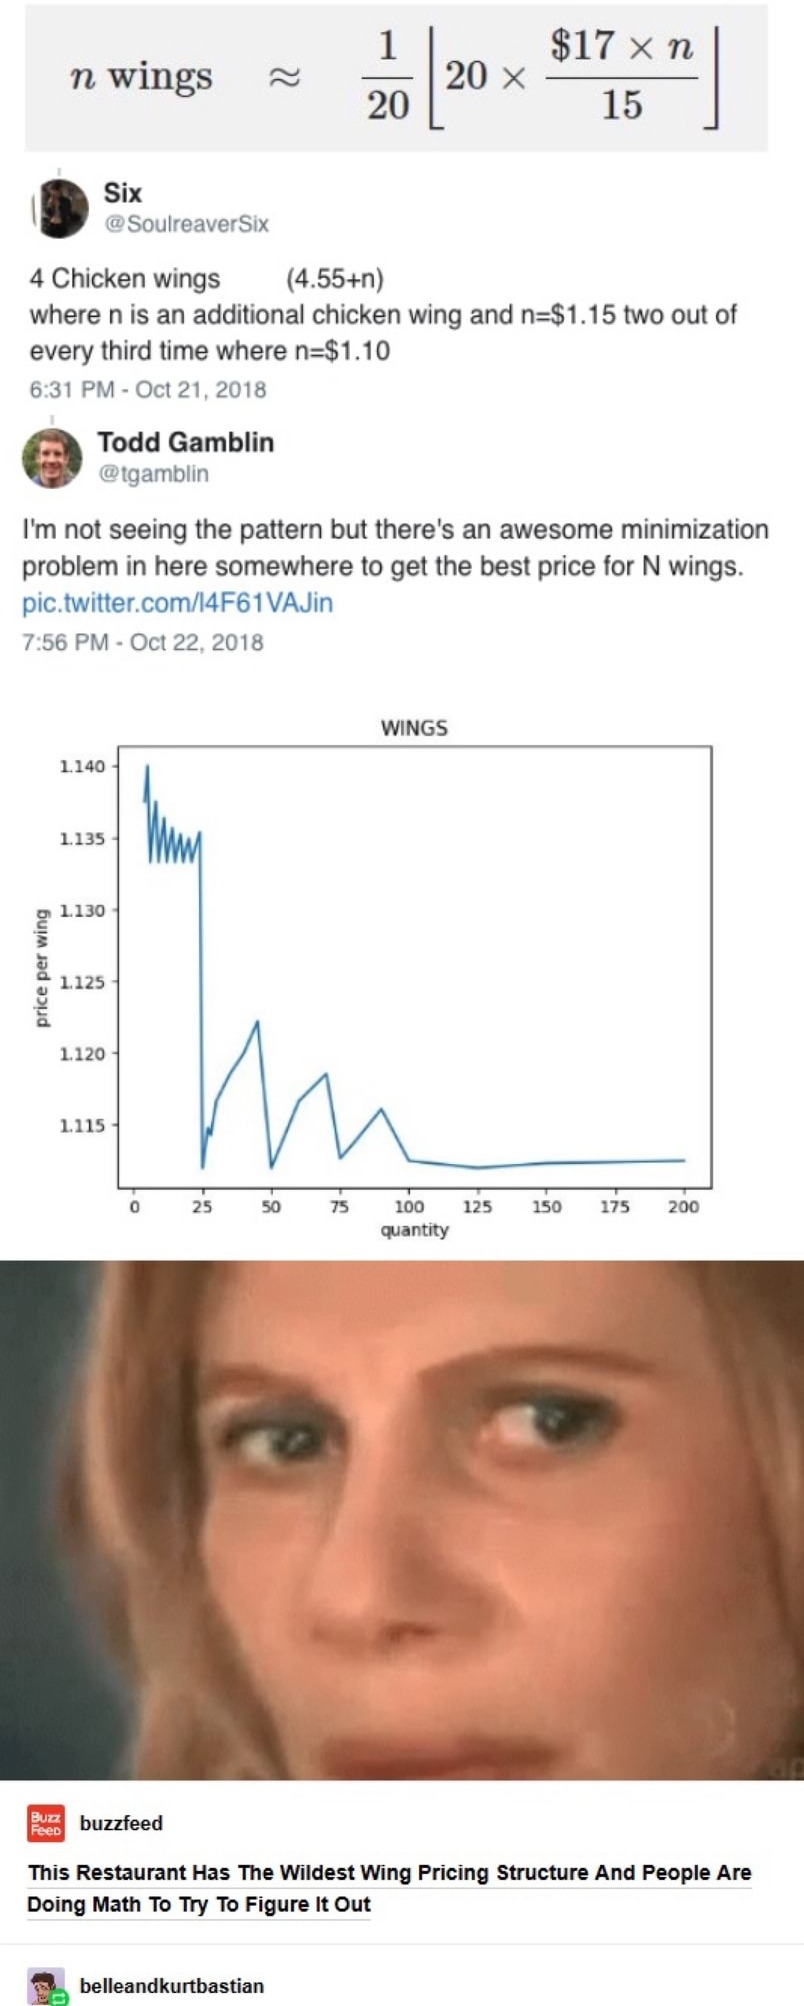 n wings ≈ 1/20 ⌊20 × $17 × n / 15⌋
Six
@SoulreaverSix
4 Chicken wings (4.55+n)
where n is an additional chicken wing and n=$1.15 two out of
every third time where n=$1.10
6:31 PM - Oct 21, 2018
Todd Gamblin
@tgamblin
I'm not seeing the pattern but there's an awesome minimization
problem in here somewhere to get the best price for N wings.
pic.twitter.com/l4F61VAJin
7:56 PM - Oct 22, 2018
WINGS
1.140
1.135
1.130
1.125
1.120
1.115
price per wing
0 25 50 75 100 125 150 175 200
quantity
Buzz
FeeD
buzzfeed
This Restaurant Has The Wildest Wing Pricing Structure And People Are
Doing Math To Try To Figure It Out
belleandkurtbastian